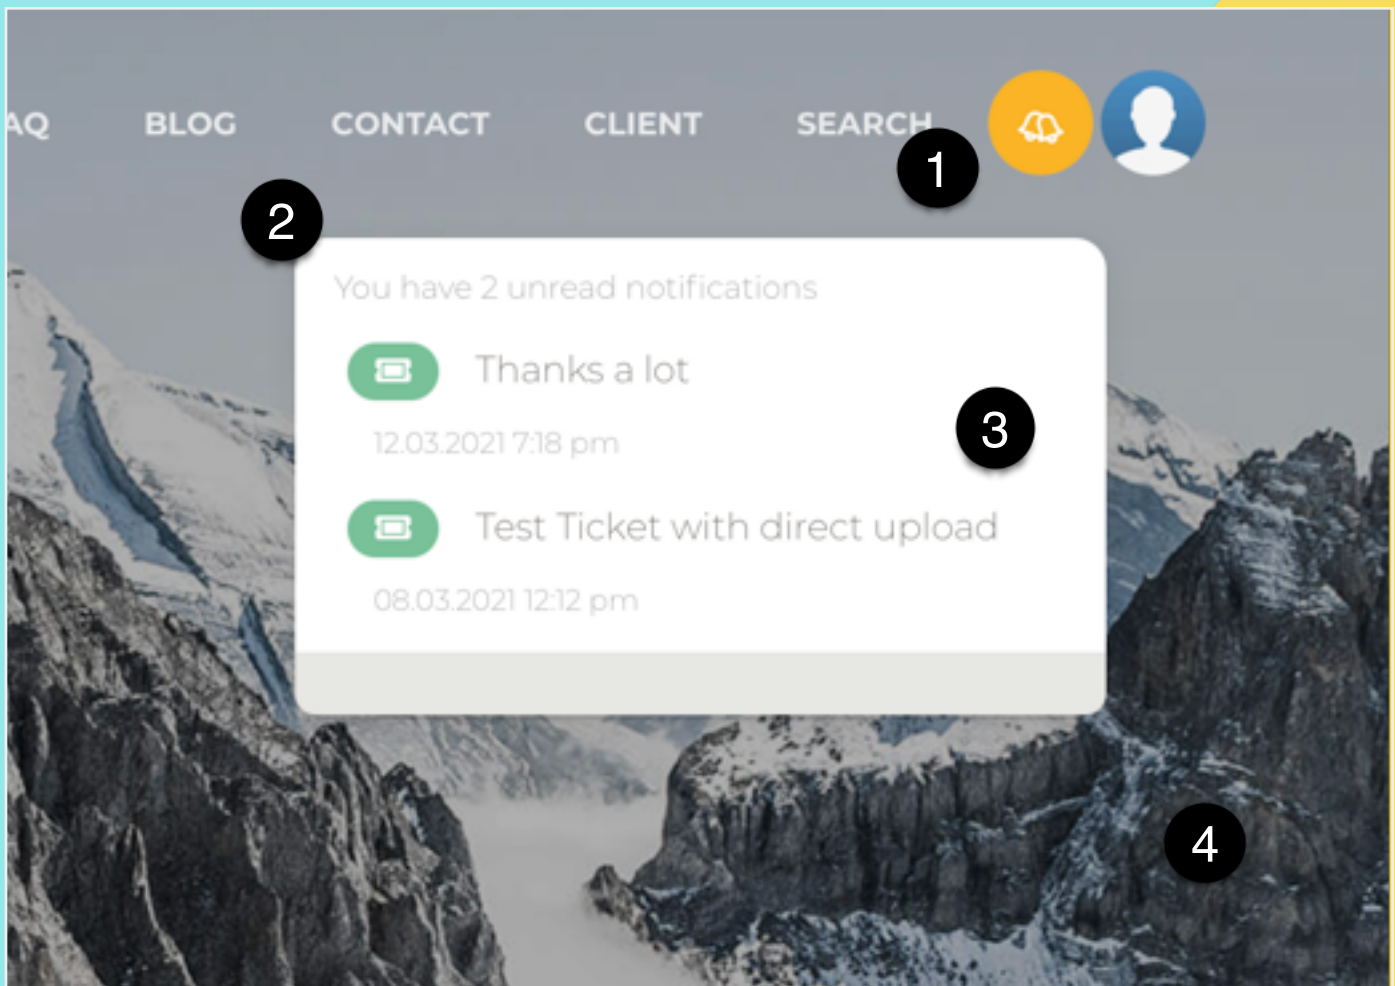 AQ BLOG CONTACT CLIENT SEARCH
1
2
You have 2 unread notifications
Thanks a lot
12.03.2021 7:18 pm
3
Test Ticket with direct upload
08.03.2021 12:12 pm
4